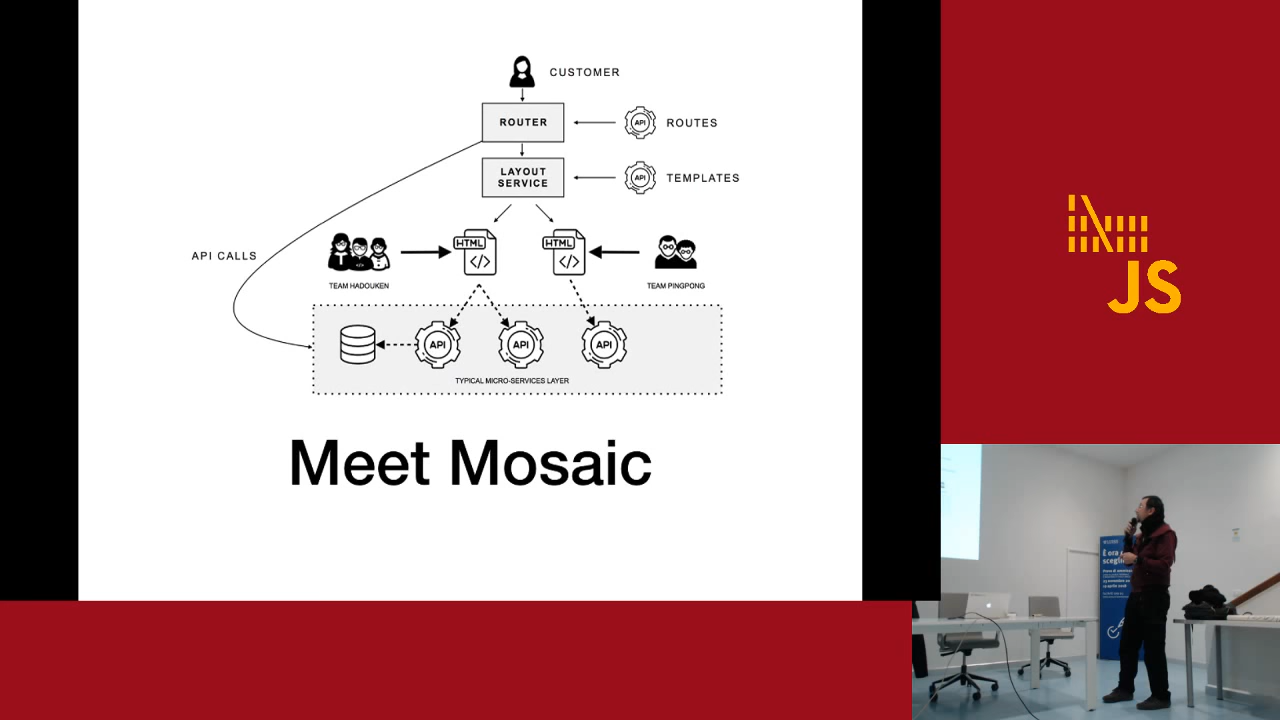 CUSTOMER
ROUTER
ROUTES
LAYOUT
SERVICE
TEMPLATES
API
API
API CALLS
HTML
HTML
TEAM HADOUKEN
TEAM PINGPONG
API
API
API
TYPICAL MICRO-SERVICES LAYER
Meet Mosaic
JS
È ora